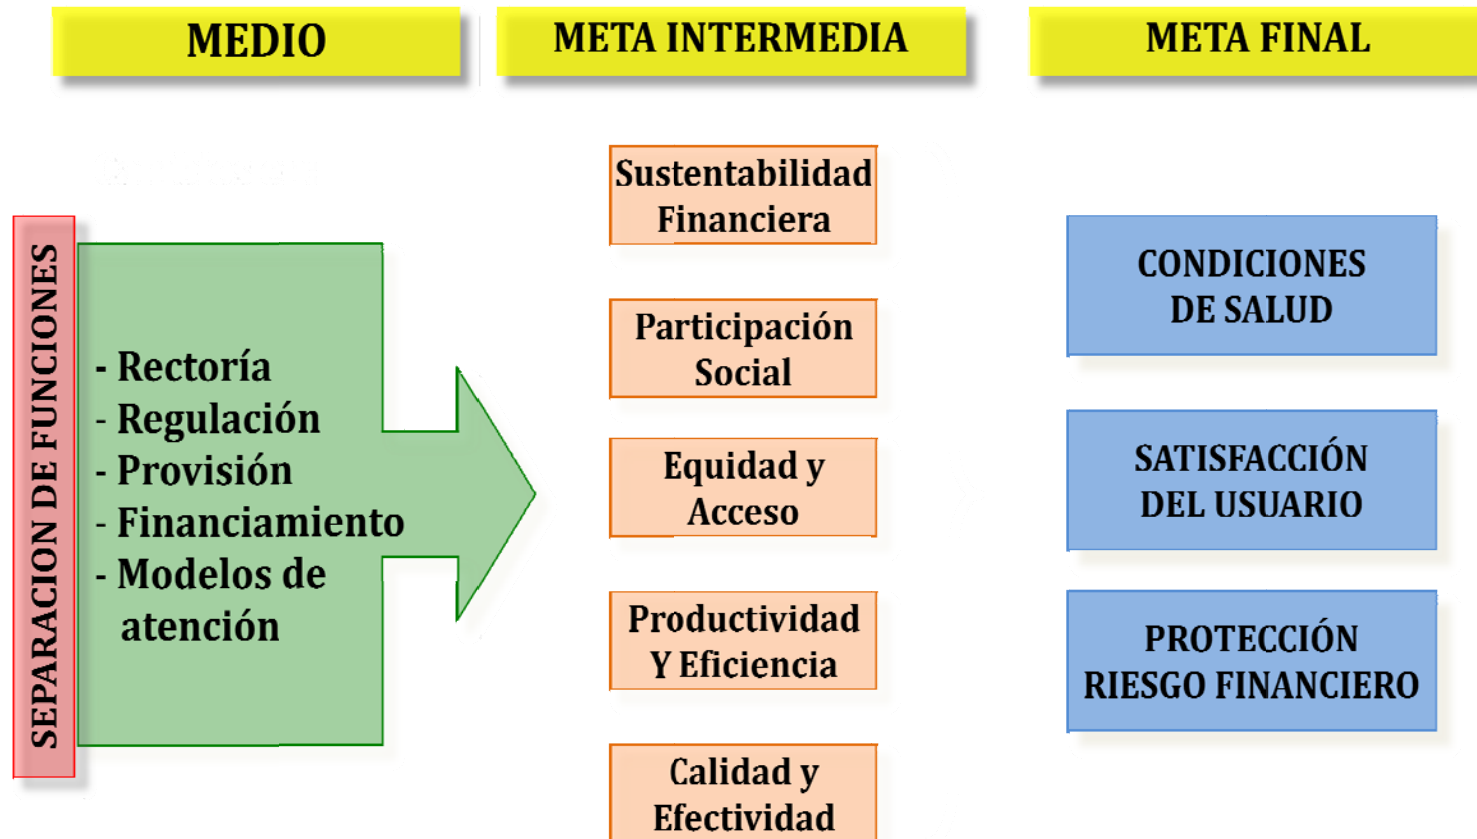 MEDIO
META INTERMEDIA
META FINAL
SEPARACION DE FUNCIONES
- Rectoría
- Regulación
- Provisión
- Financiamiento
- Modelos de
atención
Sustentabilidad
Financiera
Participación
Social
Equidad y
Acceso
Productividad
Y Eficiencia
Calidad y
Efectividad
CONDICIONES
DE SALUD
SATISFACCIÓN
DEL USUARIO
PROTECCIÓN
RIESGO FINANCIERO